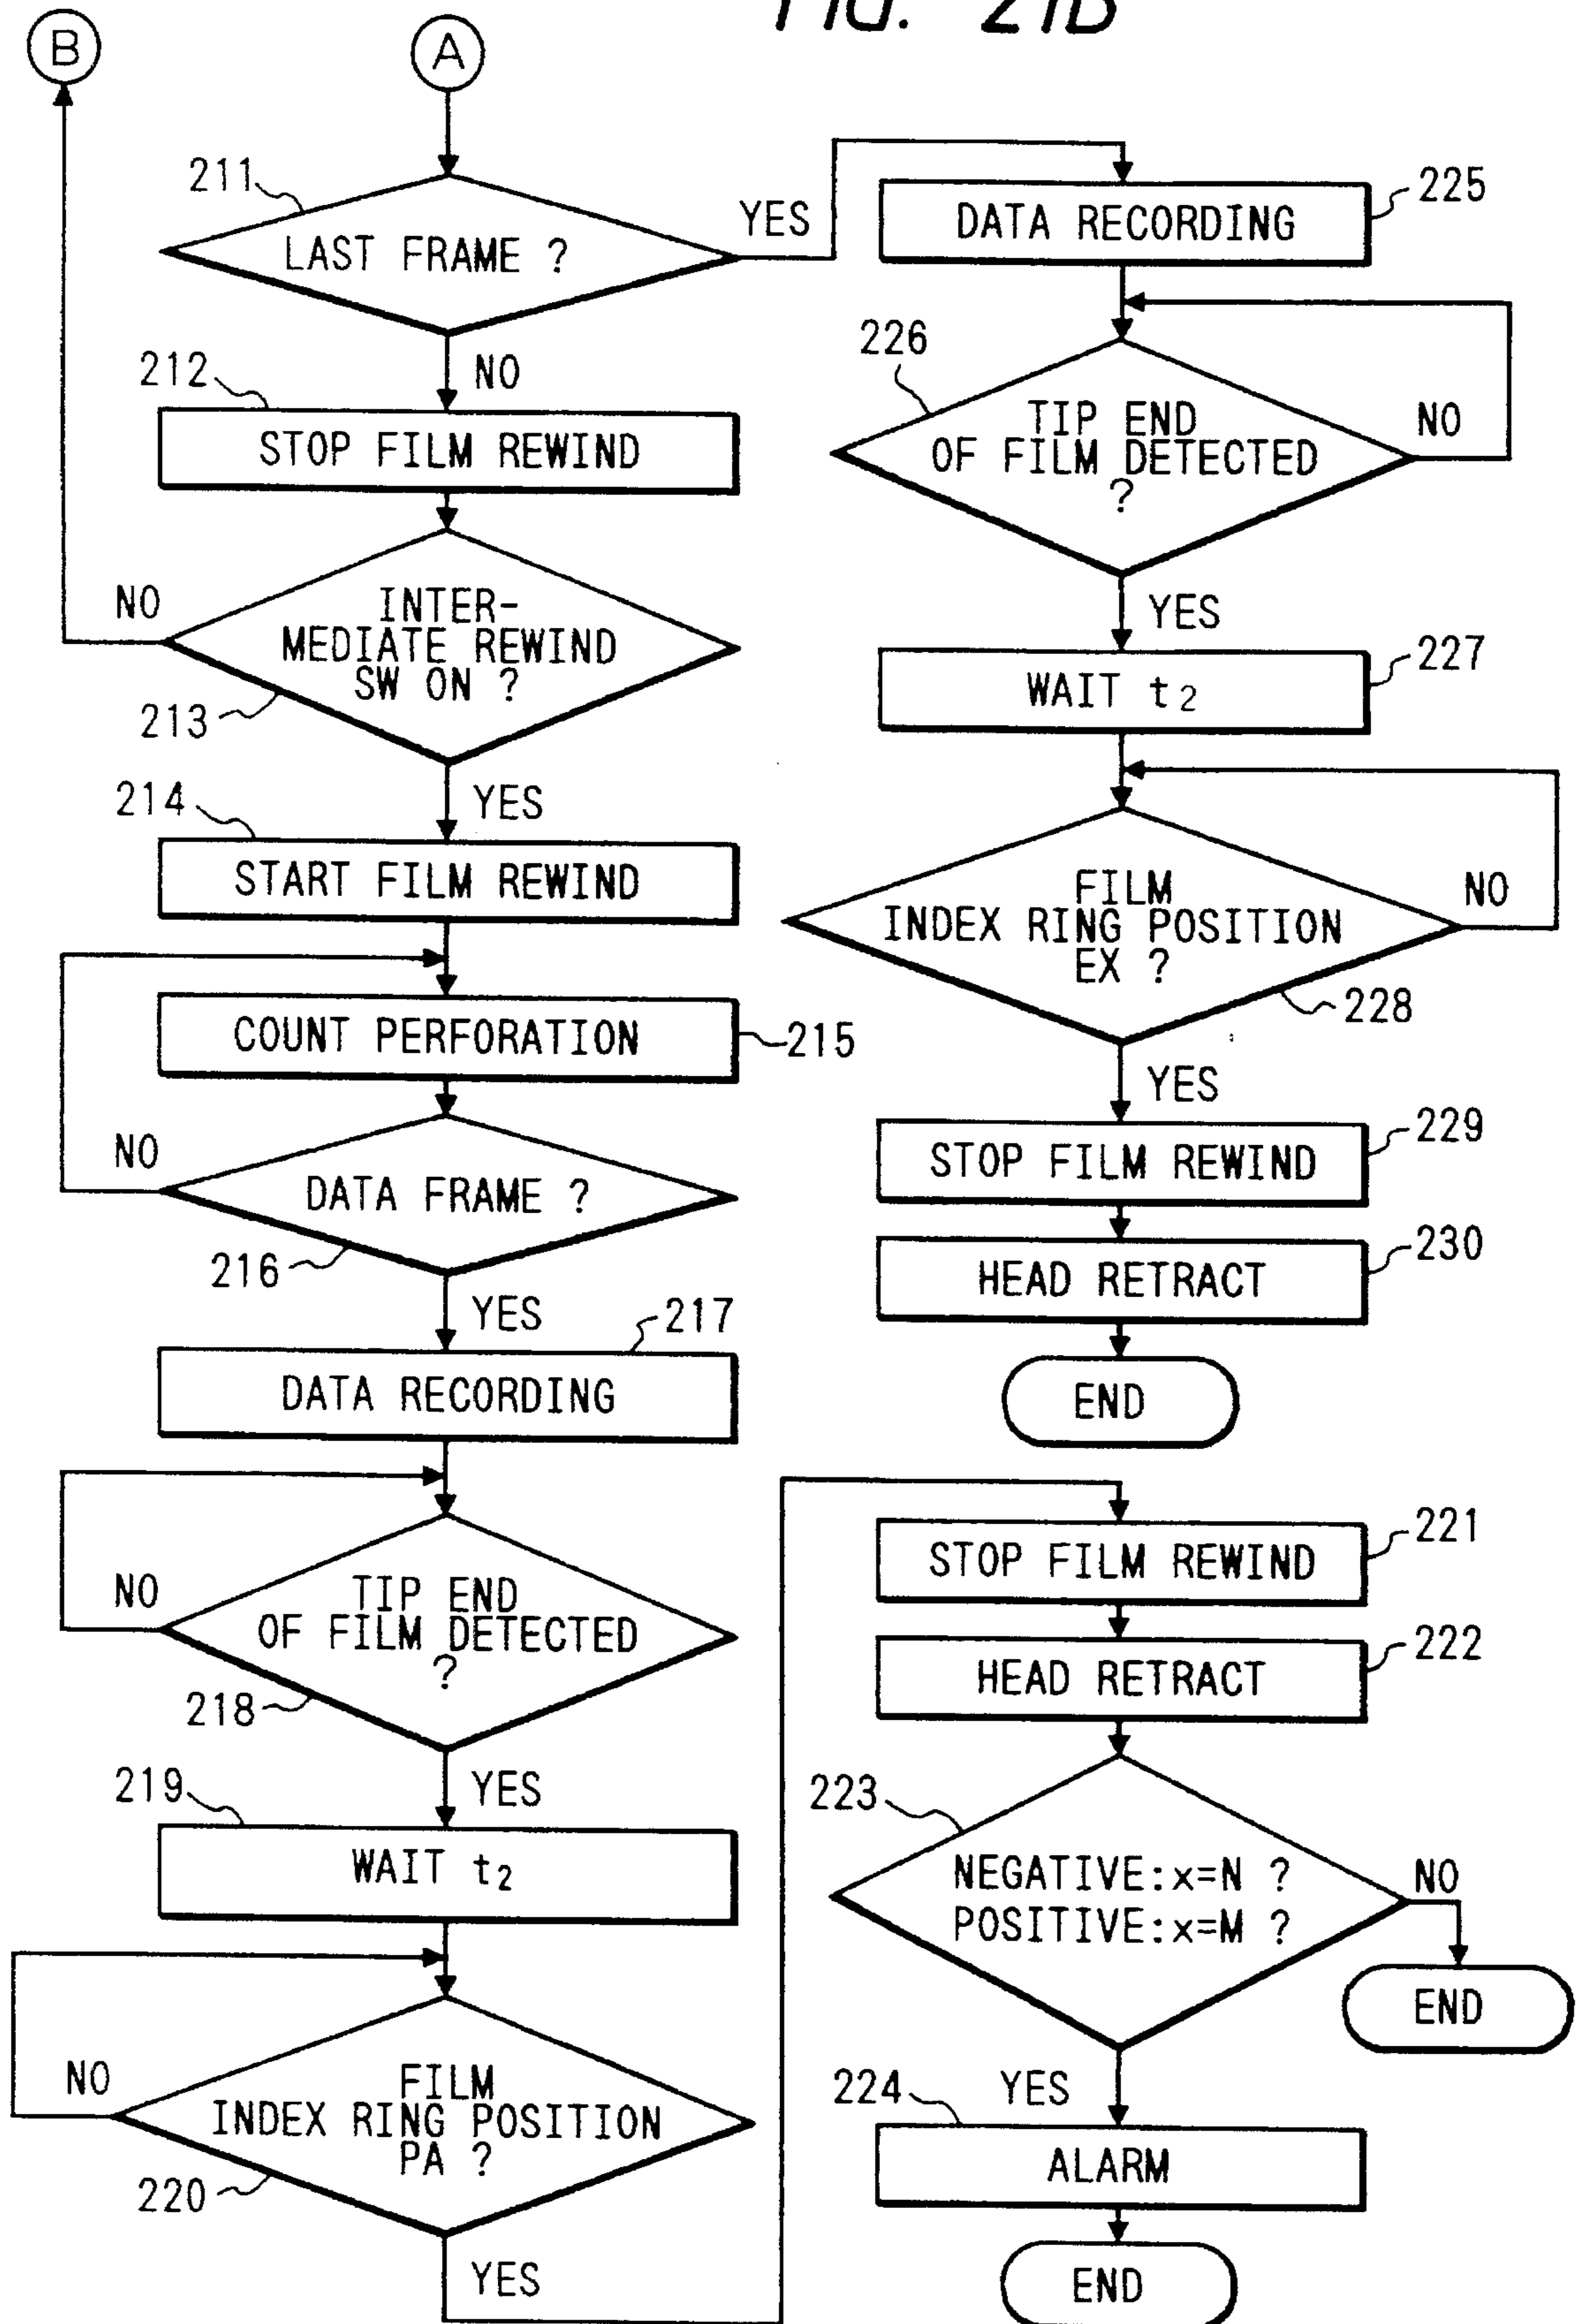 FIG. 21B
B
A
211
LAST FRAME ?
YES
NO
212
STOP FILM REWIND
NO
INTER-
MEDIATE REWIND
SW ON ?
213
YES
214
START FILM REWIND
COUNT PERFORATION
215
NO
DATA FRAME ?
216
YES
217
DATA RECORDING
NO
TIP END
OF FILM DETECTED
?
218
YES
219
WAIT t2
NO
FILM
INDEX RING POSITION
PA ?
220
YES
DATA RECORDING
225
226
TIP END
OF FILM DETECTED
?
NO
YES
227
WAIT t2
FILM
INDEX RING POSITION
EX ?
NO
228
YES
229
STOP FILM REWIND
230
HEAD RETRACT
END
221
STOP FILM REWIND
222
HEAD RETRACT
223
NEGATIVE:x=N ?
POSITIVE:x=M ?
NO
END
YES
224
ALARM
END